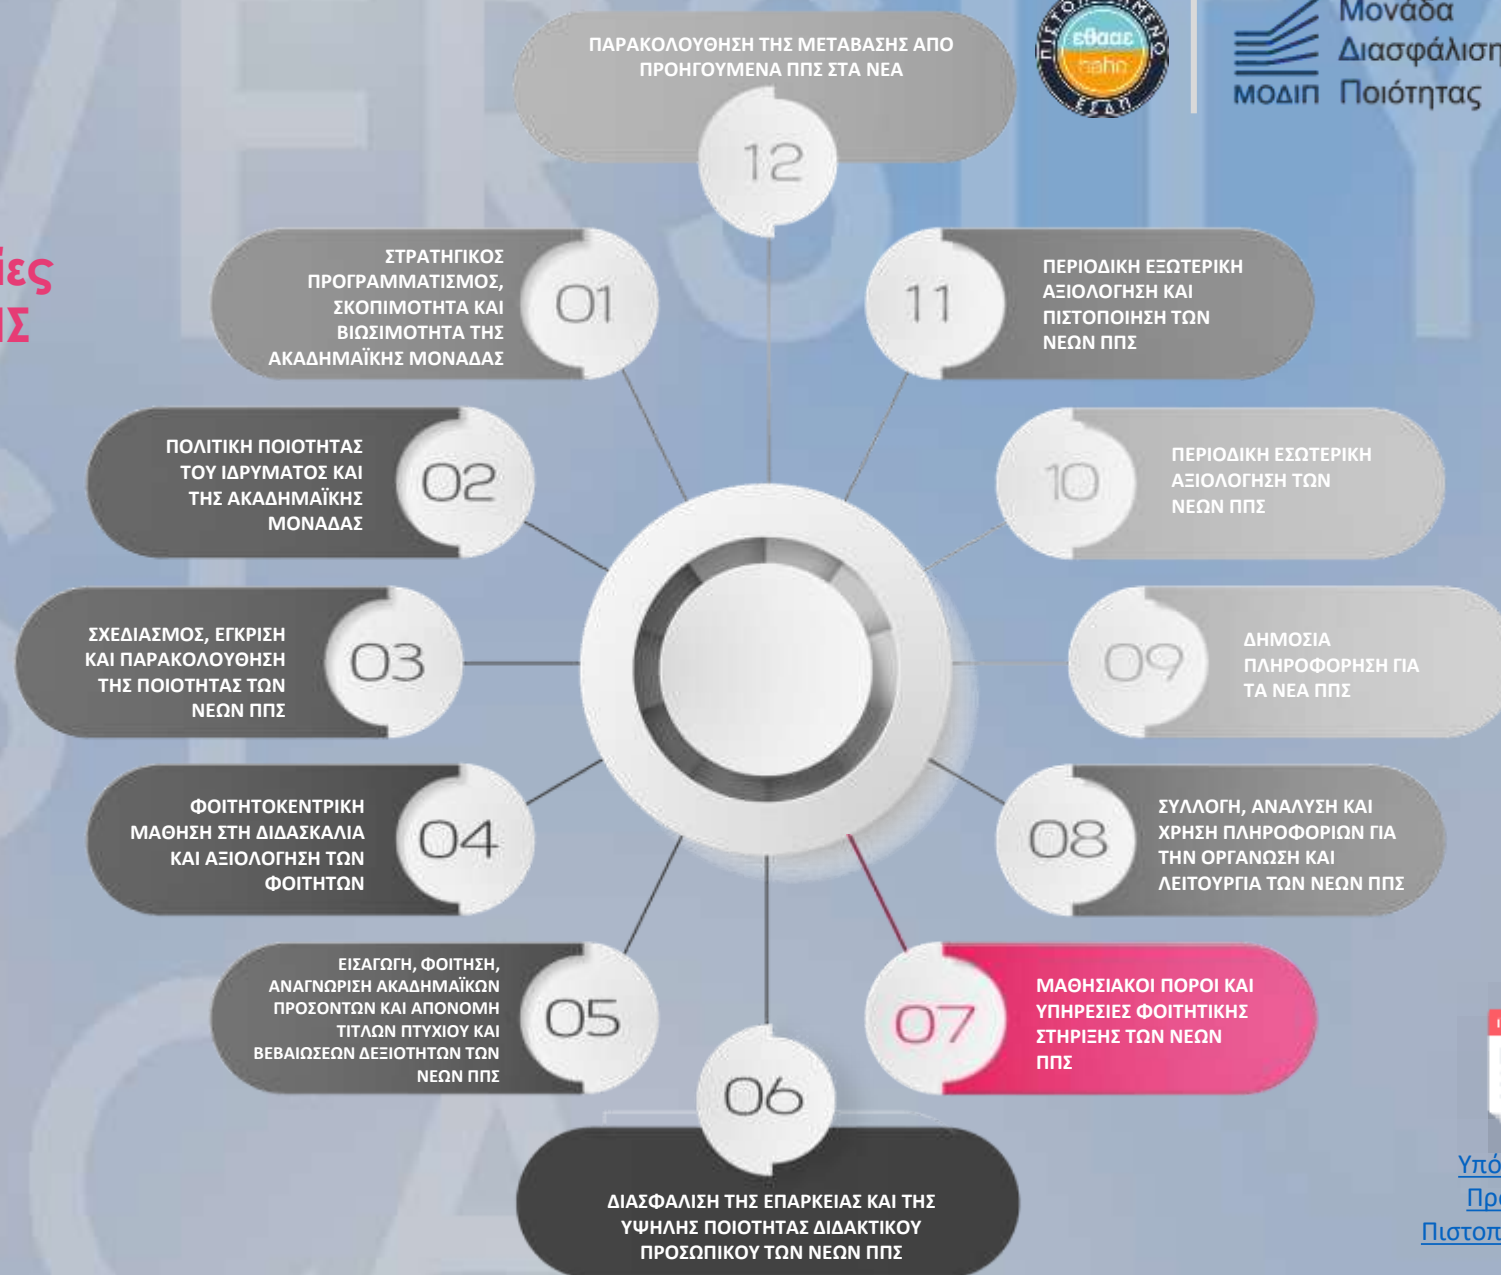 ΠΑΡΑΚΟΛΟΥΘΗΣΗ ΤΗΣ ΜΕΤΑΒΑΣΗΣ ΑΠΟ
ΠΡΟΗΓΟΥΜΕΝΑ ΠΠΣ ΣΤΑ ΝΕΑ
12
εθααε
hahe
ΕΣΔΠ
ΜΟΔΙΠ
Μονάδα
Διασφάλιση
Ποιότητας
ΣΤΡΑΤΗΓΙΚΟΣ
ΠΡΟΓΡΑΜΜΑΤΙΣΜΟΣ,
ΣΚΟΠΙΜΟΤΗΤΑ ΚΑΙ
ΒΙΩΣΙΜΟΤΗΤΑ ΤΗΣ
ΑΚΑΔΗΜΑΪΚΗΣ ΜΟΝΑΔΑΣ
01
ΠΟΛΙΤΙΚΗ ΠΟΙΟΤΗΤΑΣ
ΤΟΥ ΙΔΡΥΜΑΤΟΣ ΚΑΙ
ΤΗΣ ΑΚΑΔΗΜΑΪΚΗΣ
ΜΟΝΑΔΑΣ
02
ΣΧΕΔΙΑΣΜΟΣ, ΕΓΚΡΙΣΗ
ΚΑΙ ΠΑΡΑΚΟΛΟΥΘΗΣΗ
ΤΗΣ ΠΟΙΟΤΗΤΑΣ ΤΩΝ
ΝΕΩΝ ΠΠΣ
03
ΦΟΙΤΗΤΟΚΕΝΤΡΙΚΗ
ΜΑΘΗΣΗ ΣΤΗ ΔΙΔΑΣΚΑΛΙΑ
ΚΑΙ ΑΞΙΟΛΟΓΗΣΗ ΤΩΝ
ΦΟΙΤΗΤΩΝ
04
ΕΙΣΑΓΩΓΗ, ΦΟΙΤΗΣΗ,
ΑΝΑΓΝΩΡΙΣΗ ΑΚΑΔΗΜΑΪΚΩΝ
ΠΡΟΣΟΝΤΩΝ ΚΑΙ ΑΠΟΝΟΜΗ
ΤΙΤΛΩΝ ΠΤΥΧΙΟΥ ΚΑΙ
ΒΕΒΑΙΩΣΕΩΝ ΔΕΞΙΟΤΗΤΩΝ ΤΩΝ
ΝΕΩΝ ΠΠΣ
05
06
ΔΙΑΣΦΑΛΙΣΗ ΤΗΣ ΕΠΑΡΚΕΙΑΣ ΚΑΙ ΤΗΣ
ΥΨΗΛΗΣ ΠΟΙΟΤΗΤΑΣ ΔΙΔΑΚΤΙΚΟΥ
ΠΡΟΣΩΠΙΚΟΥ ΤΩΝ ΝΕΩΝ ΠΠΣ
07
ΜΑΘΗΣΙΑΚΟΙ ΠΟΡΟΙ ΚΑΙ
ΥΠΗΡΕΣΙΕΣ ΦΟΙΤΗΤΙΚΗΣ
ΣΤΗΡΙΞΗΣ ΤΩΝ ΝΕΩΝ
ΠΠΣ
08
ΣΥΛΛΟΓΗ, ΑΝΑΛΥΣΗ ΚΑΙ
ΧΡΗΣΗ ΠΛΗΡΟΦΟΡΙΩΝ ΓΙΑ
ΤΗΝ ΟΡΓΑΝΩΣΗ ΚΑΙ
ΛΕΙΤΟΥΡΓΙΑ ΤΩΝ ΝΕΩΝ ΠΠΣ
09
ΔΗΜΟΣΙΑ
ΠΛΗΡΟΦΟΡΗΣΗ ΓΙΑ
ΤΑ ΝΕΑ ΠΠΣ
10
ΠΕΡΙΟΔΙΚΗ ΕΣΩΤΕΡΙΚΗ
ΑΞΙΟΛΟΓΗΣΗ ΤΩΝ
ΝΕΩΝ ΠΠΣ
11
ΠΕΡΙΟΔΙΚΗ ΕΞΩΤΕΡΙΚΗ
ΑΞΙΟΛΟΓΗΣΗ ΚΑΙ
ΠΙΣΤΟΠΟΙΗΣΗ ΤΩΝ
ΝΕΩΝ ΠΠΣ